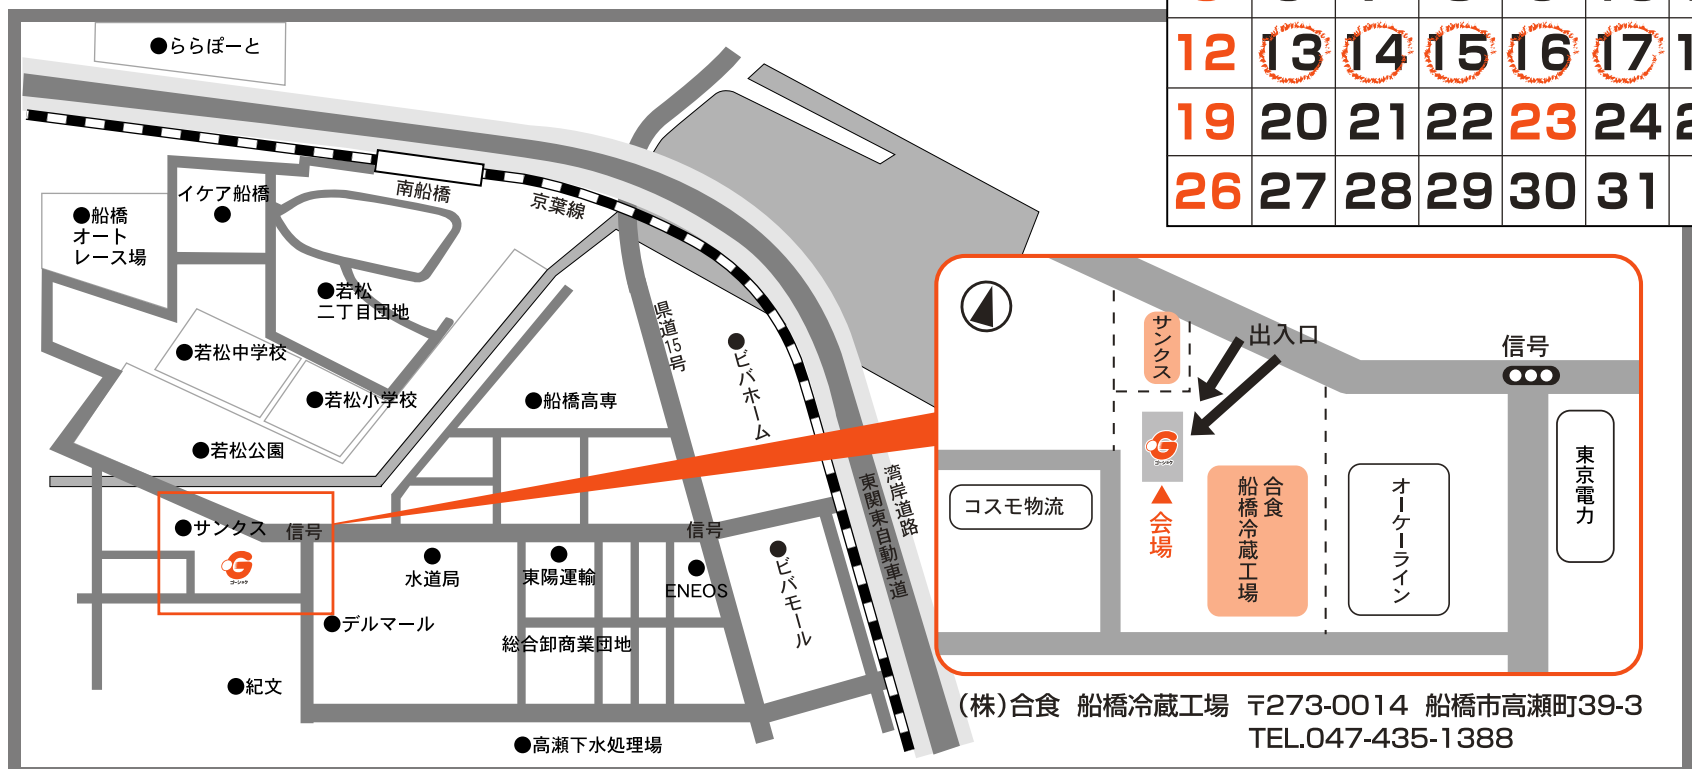 12 13 14 15 16 17
19 20 21 22 23 24
26 27 28 29 30 31
●ららぽーと
イケア船橋
●
●船橋
オート
レース場
南船橋
京葉線
●若松
二丁目団地
●若松中学校
●若松小学校
●若松公園
●船橋高専
県道15号
●ビバホーム
●サンクス
信号
ゴーシック
信号
●
水道局
●
東陽運輸
●
ENEOS
●ビバモール
湾岸道路
東関東自動車道
●デルマール
総合卸商業団地
●紀文
●高瀬下水処理場
サンクス
出入口
信号
コスモ物流
▲
会場
合食
船橋冷蔵工場
オーケーライン
東京電力
(株)合食 船橋冷蔵工場 〒273-0014 船橋市高瀬町39-3
TEL.047-435-1388